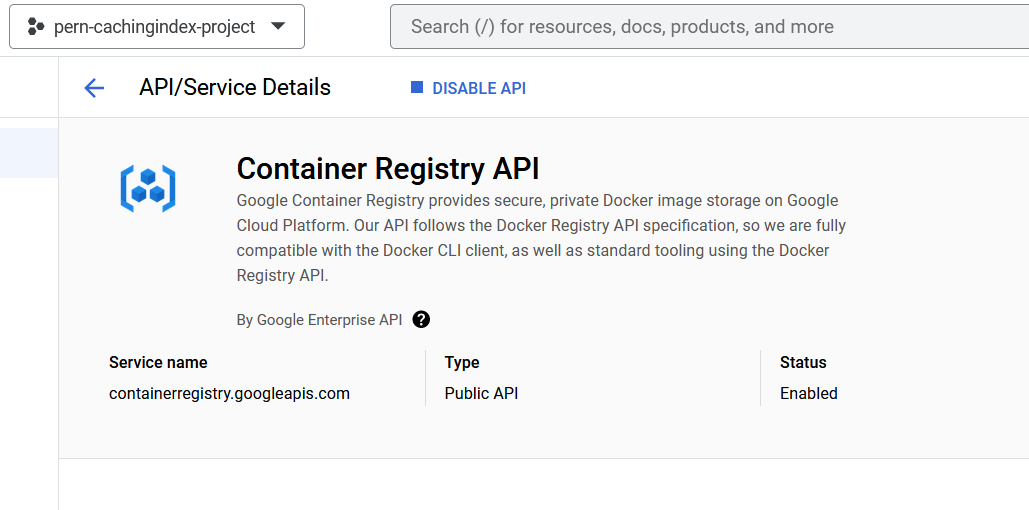 pern-cachingindex-project
Search (/) for resources, docs, products, and more
API/Service Details
DISABLE API
Container Registry API
Google Container Registry provides secure, private Docker image storage on Google
Cloud Platform. Our API follows the Docker Registry API specification, so we are fully
compatible with the Docker CLI client, as well as standard tooling using the Docker
Registry API.
By Google Enterprise API ?
Service name
containerregistry.googleapis.com
Type
Public API
Status
Enabled